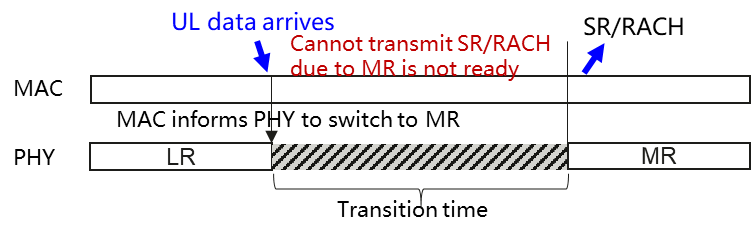 UL data arrives
SR/RACH
Cannot transmit SR/RACH
due to MR is not ready
MAC
MAC informs PHY to switch to MR
PHY
LR
MR
Transition time